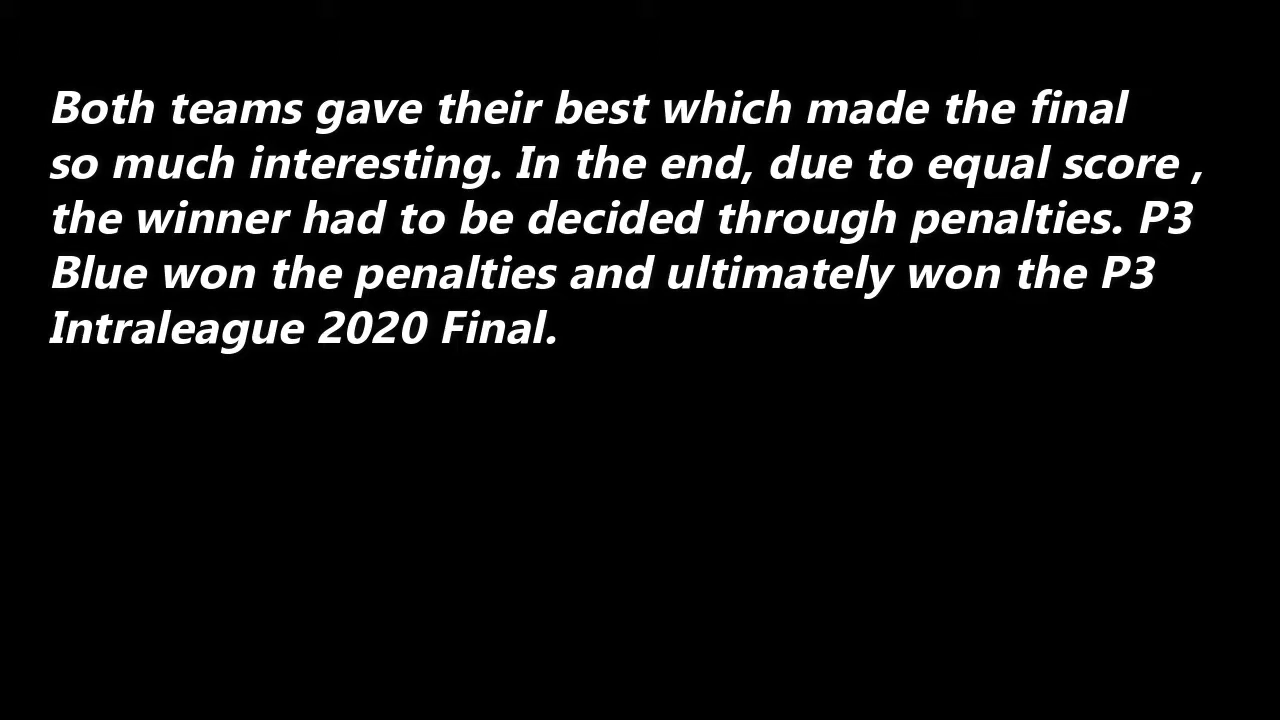 Both teams gave their best which made the final
so much interesting. In the end, due to equal score ,
the winner had to be decided through penalties. P3
Blue won the penalties and ultimately won the P3
Intraleague 2020 Final.